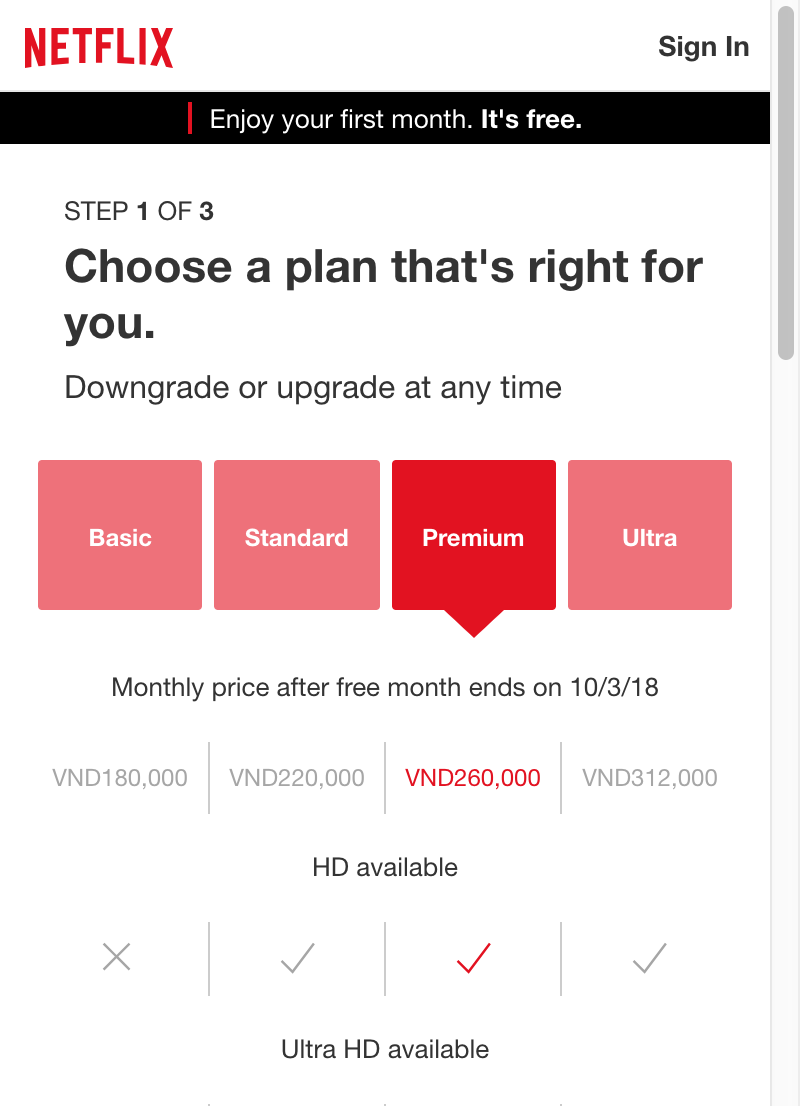 NETFLIX
Sign In
Enjoy your first month. It's free.
STEP 1 OF 3
Choose a plan that's right for
you.
Downgrade or upgrade at any time
Basic
Standard
Premium
Ultra
Monthly price after free month ends on 10/3/18
VND180,000
VND220,000
VND260,000
VND312,000
HD available
Ultra HD available